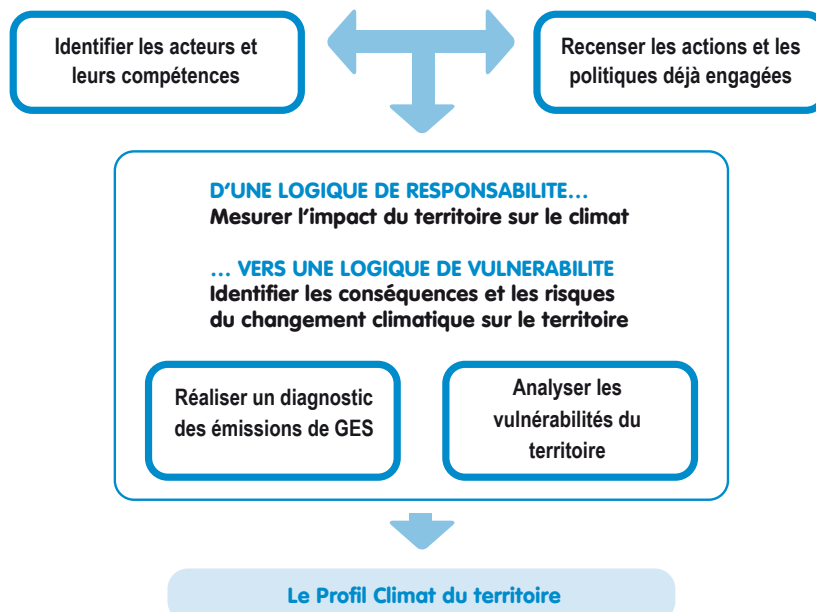 Identifier les acteurs et
leurs compétences
Recenser les actions et les
politiques déjà engagées
D'UNE LOGIQUE DE RESPONSABILITE...
Mesurer l'impact du territoire sur le climat
... VERS UNE LOGIQUE DE VULNERABILITE
Identifier les conséquences et les risques
du changement climatique sur le territoire
Réaliser un diagnostic
des émissions de GES
Analyser les
vulnérabilités du
territoire
Le Profil Climat du territoire